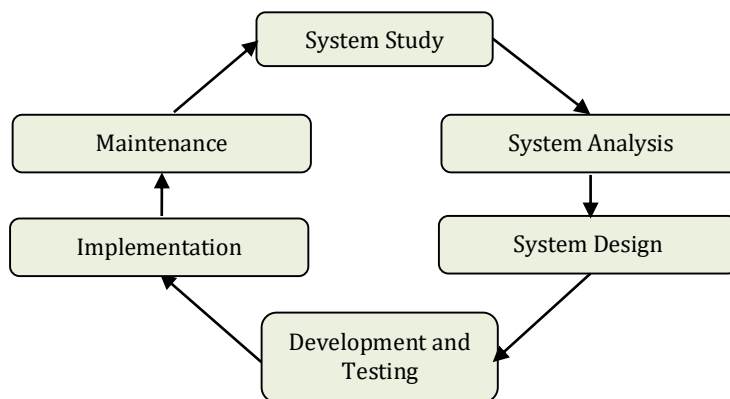 System Study
Maintenance
System Analysis
Implementation
System Design
Development and
Testing